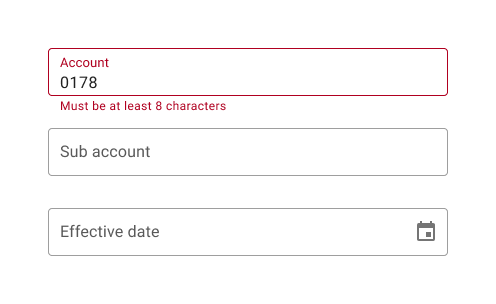 Account
0178
Must be at least 8 characters
Sub account
Effective date